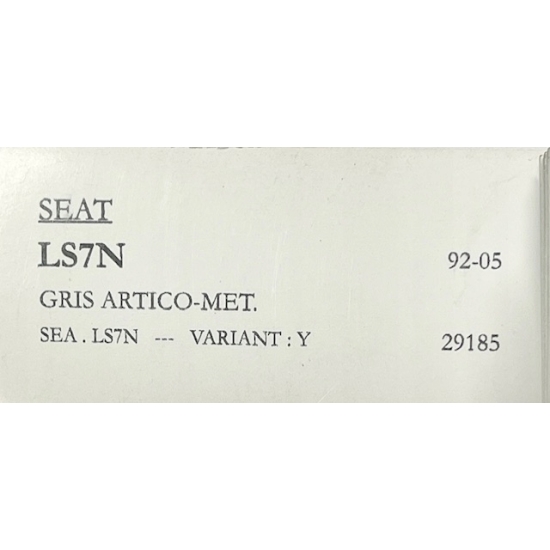 SEAT
LS7N 92-05
GRIS ARTICO-MET.
SEA . LS7N --- VARIANT : Y 29185